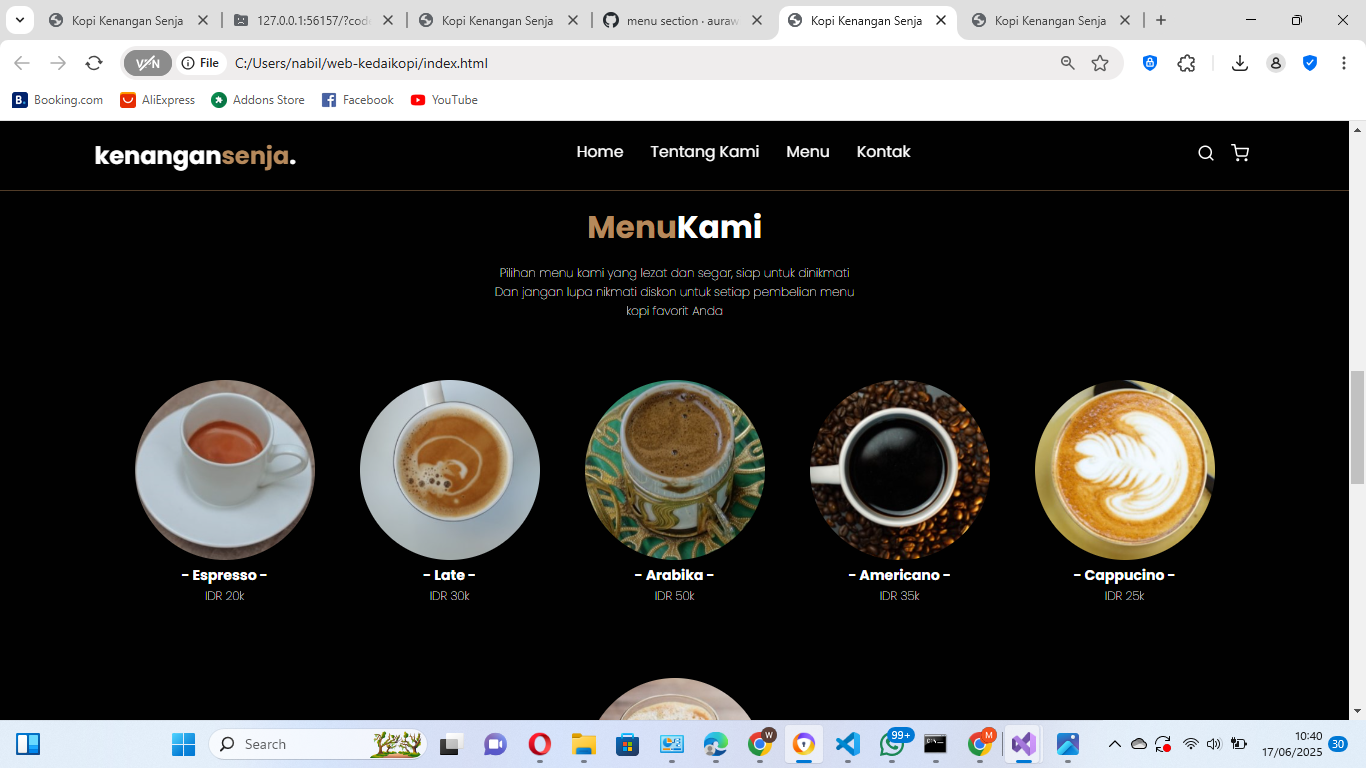 Kopi Kenangan Senja
127.0.0.1:56157/?code
Kopi Kenangan Senja
menu section · auraw
Kopi Kenangan Senja
Kopi Kenangan Senja
VPN
File
C:/Users/nabil/web-kedaikopi/index.html
B.
Booking.com
AliExpress
Addons Store
Facebook
YouTube
kenangansenja.
Home
Tentang Kami
Menu
Kontak
MenuKami
Pilihan menu kami yang lezat dan segar, siap untuk dinikmati
Dan jangan lupa nikmati diskon untuk setiap pembelian menu
kopi favorit Anda
- Espresso -
- Late -
- Arabika -
- Americano -
- Cappucino -
IDR 20k
IDR 30k
IDR 50k
IDR 35k
IDR 25k
Search
W
99+
M
10:40
17/06/2025
30